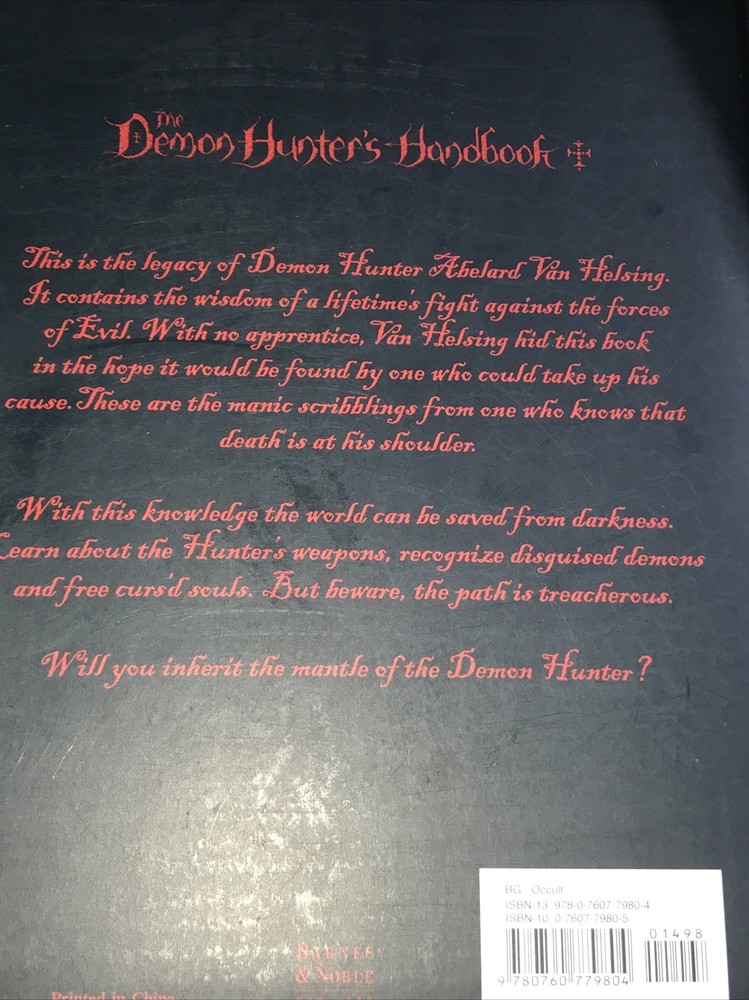 The
Demon Hunter's Handbook
This is the legacy of Demon Hunter Abelard Van Helsing.
It contains the wisdom of a lifetime's fight against the forces
of Evil. With no apprentice, Van Helsing hid this book
in the hope it would be found by one who could take up his
cause. These are the manic scribblings from one who knows that
death is at his shoulder.
With this knowledge the world can be saved from darkness.
Learn about the Hunter's weapons, recognize disguised demons
and free curs'd souls. But beware, the path is treacherous.
Will you inherit the mantle of the Demon Hunter?
BG - Occult
ISBN-13 978-0-7607-7980-4
ISBN-10 0-7607-7980-5
01498
9 780760 779804
BARNES
& NOBLE
Printed in China